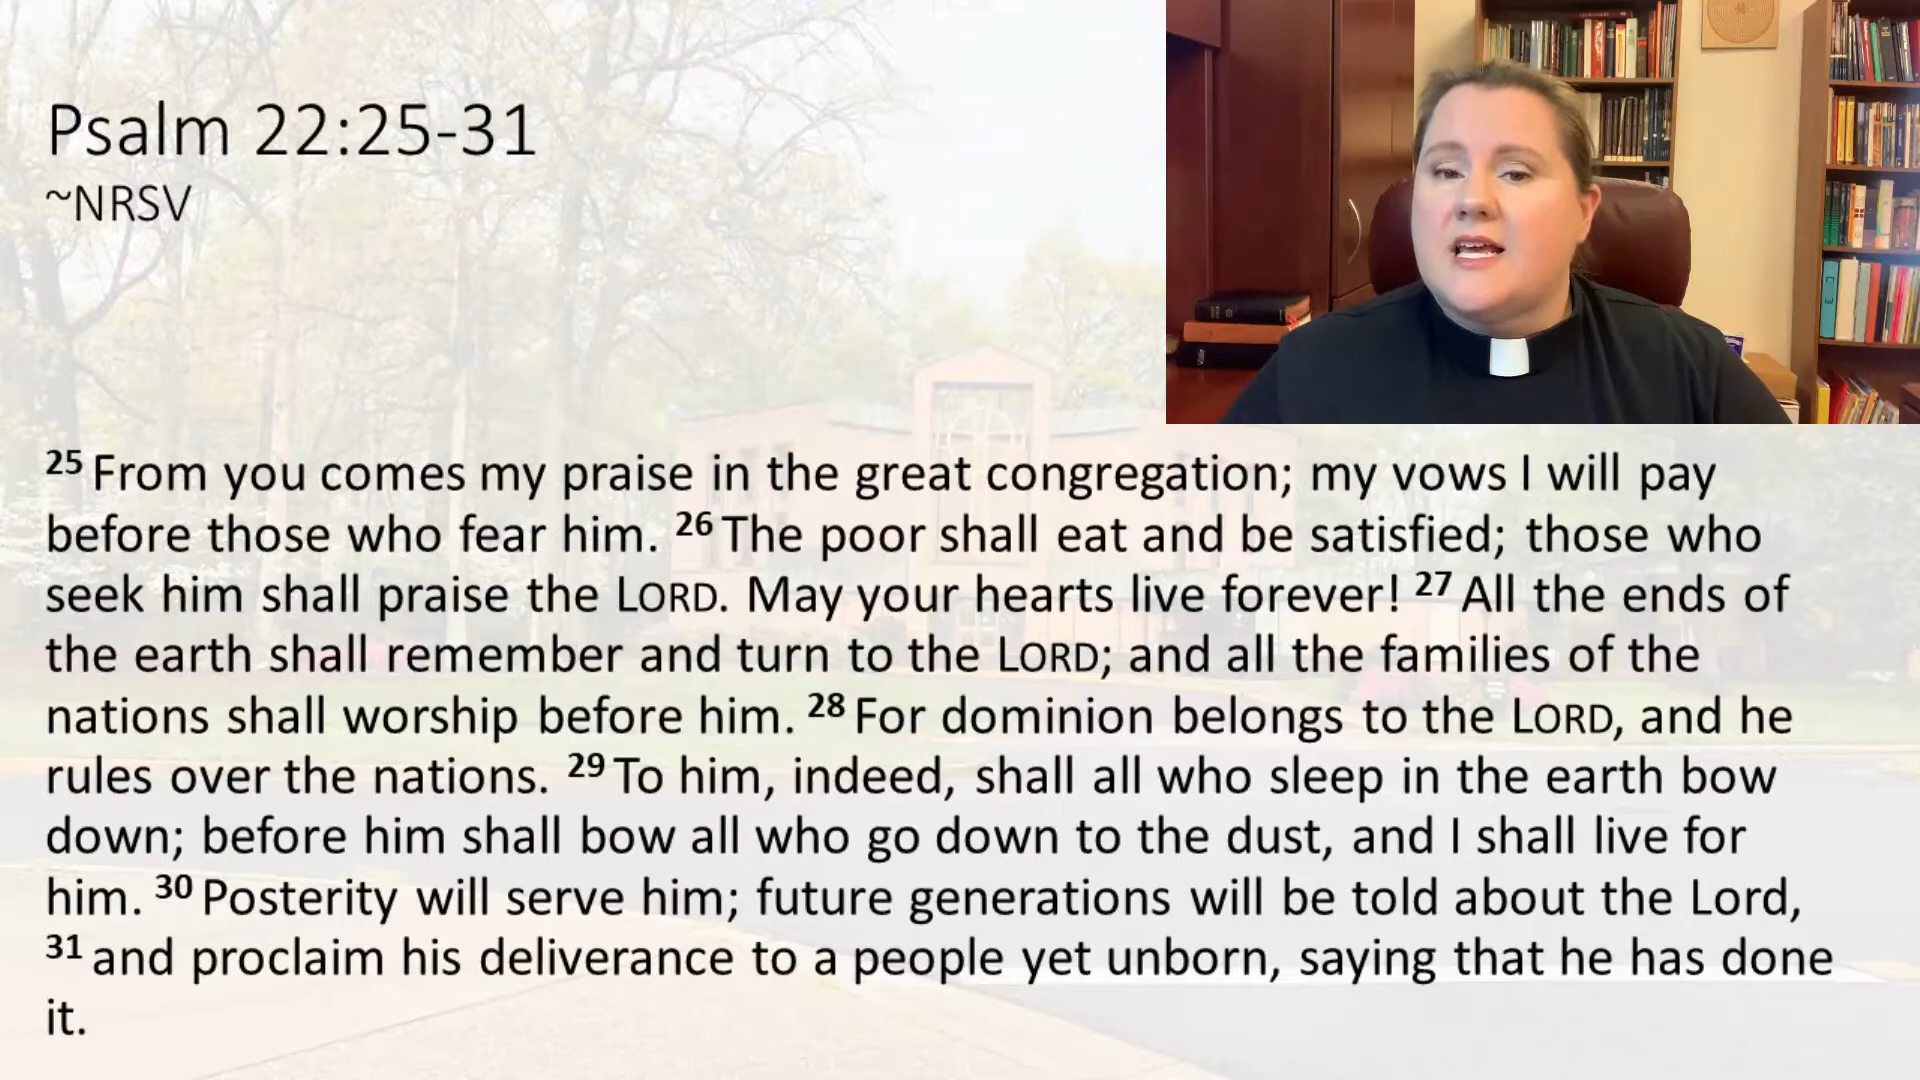 Psalm 22:25-31
~NRSV
25 From you comes my praise in the great congregation; my vows I will pay
before those who fear him. 26 The poor shall eat and be satisfied; those who
seek him shall praise the LORD. May your hearts live forever! 27 All the ends of
the earth shall remember and turn to the LORD; and all the families of the
nations shall worship before him. 28 For dominion belongs to the LORD, and he
rules over the nations. 29 To him, indeed, shall all who sleep in the earth bow
down; before him shall bow all who go down to the dust, and I shall live for
him. 30 Posterity will serve him; future generations will be told about the Lord,
31 and proclaim his deliverance to a people yet unborn, saying that he has done
it.